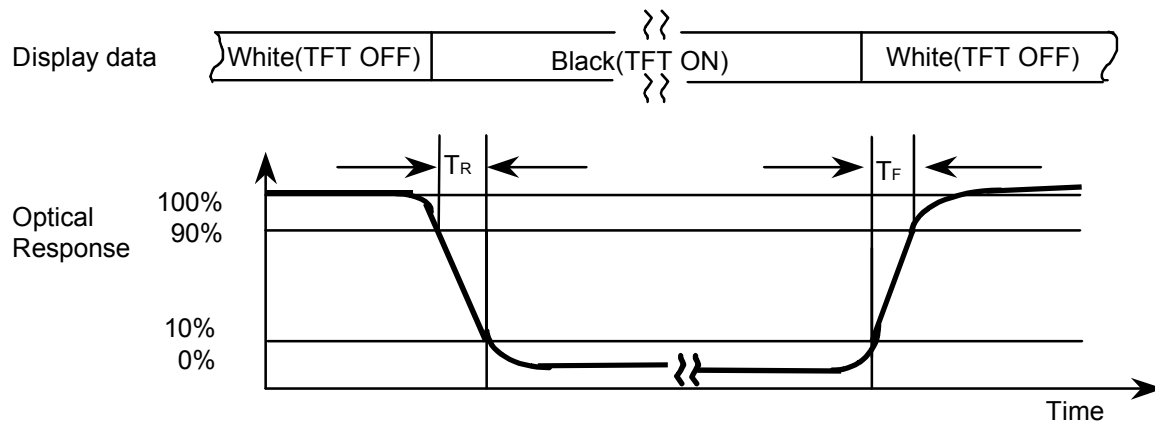 Display data
White(TFT OFF) Black(TFT ON) White(TFT OFF)
TR TF
Optical
Response
100%
90%
10%
0%
Time